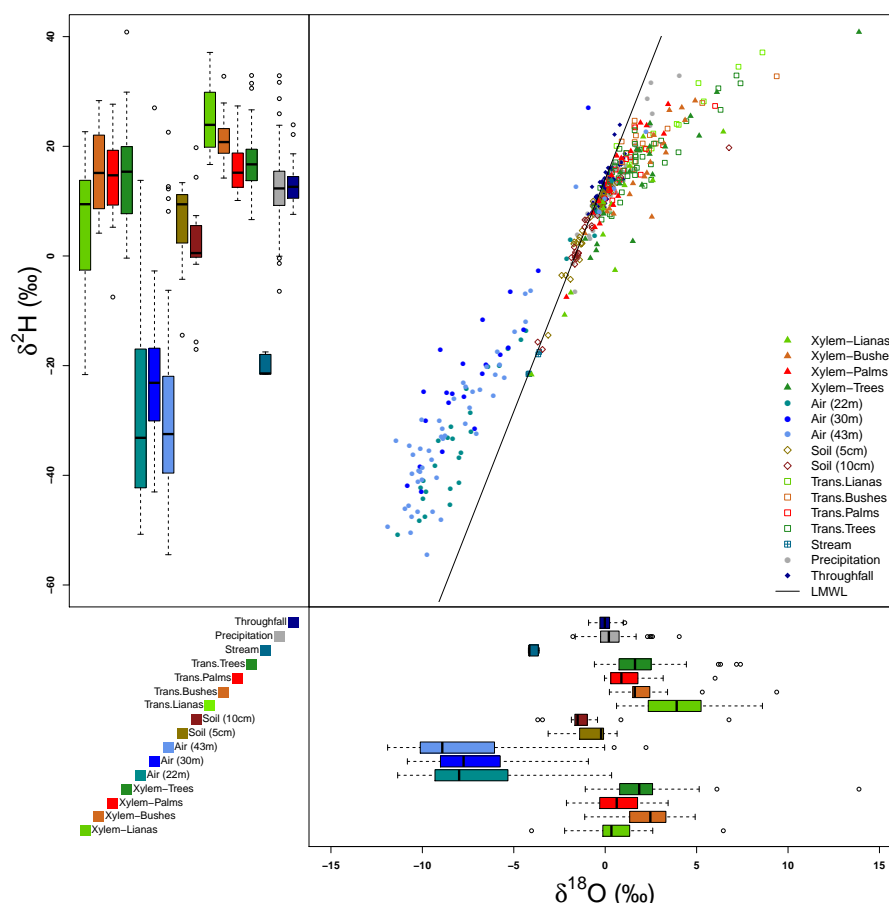 40
20
0
20
40
−60
δ²H (‰)
Xylem−Lianas
Xylem−Bushes
Xylem−Palms
Xylem−Trees
Air (22m)
Air (30m)
Air (43m)
Soil (5cm)
Soil (10cm)
Trans.Lianas
Trans.Bushes
Trans.Palms
Trans.Trees
Stream
Precipitation
Throughfall
LMWL
Throughfall
Precipitation
Stream
Trans.Trees
Trans.Palms
Trans.Bushes
Trans.Lianas
Soil (10cm)
Soil (5cm)
Air (43m)
Air (30m)
Air (22m)
Xylem−Trees
Xylem−Palms
Xylem−Bushes
Xylem−Lianas
−15 −10 −5 0 5 10 15
δ¹⁸O (‰)